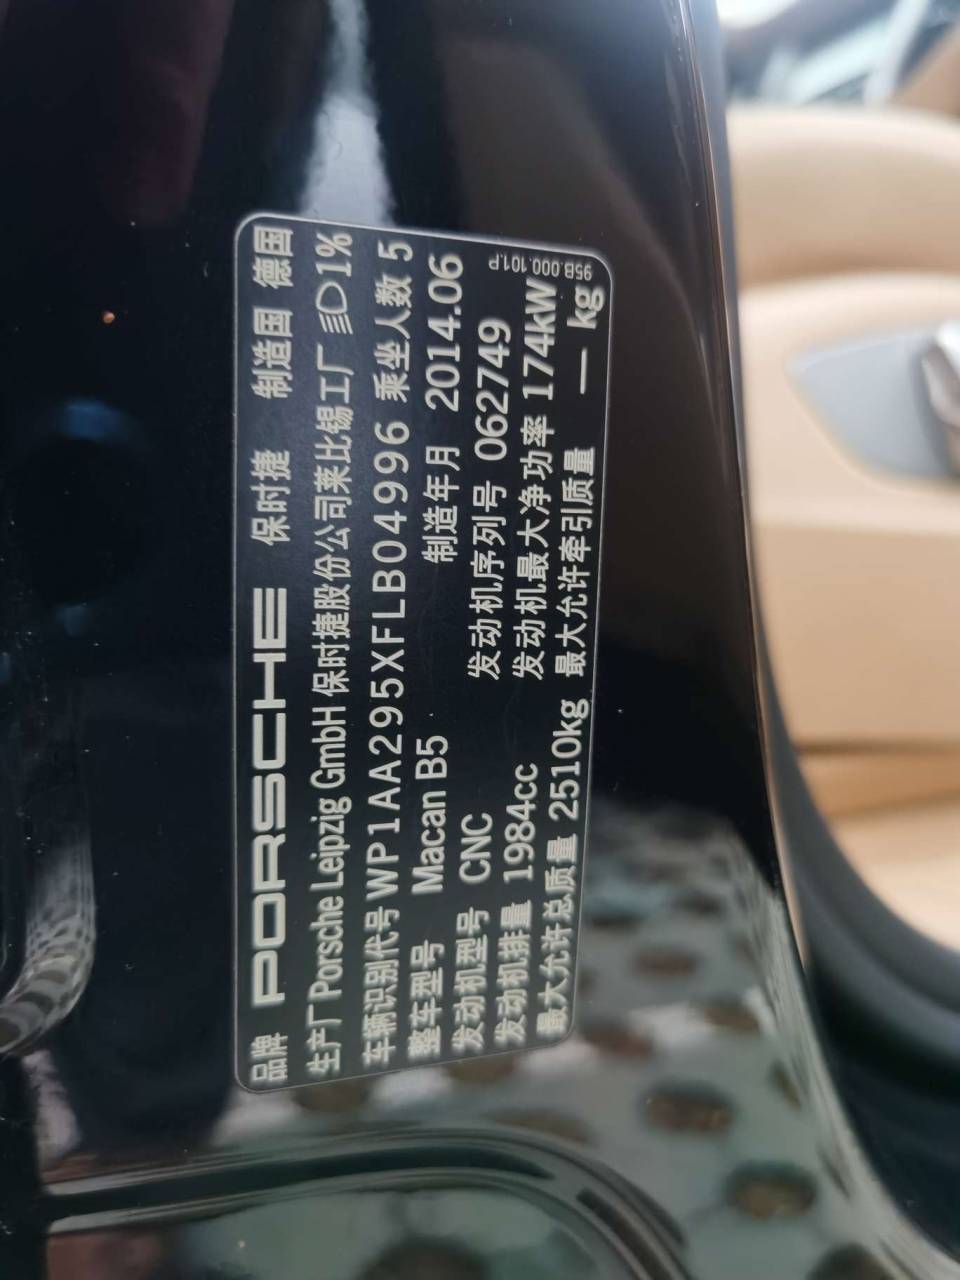 品牌 PORSCHE 保时捷 制造国 德国
生产厂 Porsche Leipzig GmbH 保时捷股份公司莱比锡工厂 1%
车辆识别代号 WP1AA295XFLB04996 乘坐人数 5
整车型号 Macan B5 制造年月 2014.06
发动机型号 CNC 发动机序列号 062749
发动机排量 1984cc 发动机最大净功率 174kW
最大允许总质量 2510kg 最大允许牵引质量 — kg
95B.000.101.P